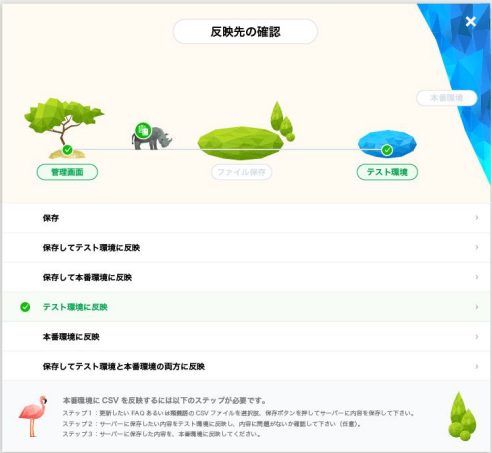 反映先の確認
本番環境
管理画面
ファイル保存
テスト環境
保存
保存してテスト環境に反映
保存して本番環境に反映
テスト環境に反映
本番環境に反映
保存してテスト環境と本番環境の両方に反映
本番環境に CSV を反映するには以下のステップが必要です。
ステップ1：更新したい FAQ あるいは類義語の CSV ファイルを選択後、保存ボタンを押してサーバーに内容を保存して下さい。
ステップ2：サーバーに保存したい内容をテスト環境に反映し、内容に問題がないか確認して下さい（任意）。
ステップ3：サーバーに保存した内容を、本番環境に反映してください。